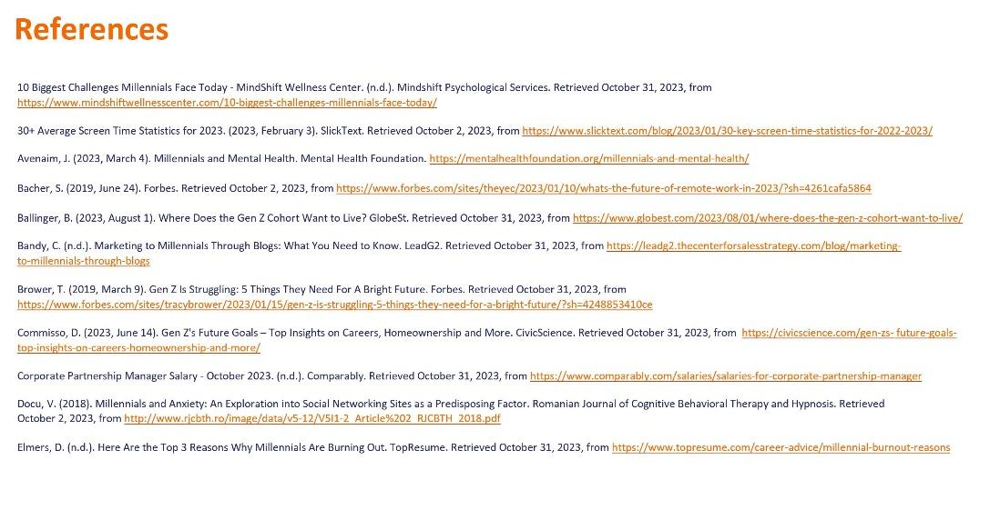 References
10 Biggest Challenges Millennials Face Today - MindShift Wellness Center. (n.d.). Mindshift Psychological Services. Retrieved October 31, 2023, from
https://www.mindshiftwellnesscenter.com/10-biggest-challenges-millennials-face-today/
30+ Average Screen Time Statistics for 2023. (2023, February 3). SlickText. Retrieved October 2, 2023, from https://www.slicktext.com/blog/2023/01/30-key-screen-time-statistics-for-2022-2023/
Avenaim, J. (2023, March 4). Millennials and Mental Health. Mental Health Foundation. https://mentalhealthfoundation.org/millennials-and-mental-health/
Bacher, S. (2019, June 24). Forbes. Retrieved October 2, 2023, from https://www.forbes.com/sites/theyec/2023/01/10/whats-the-future-of-remote-work-in-2023/?sh=4261cafa5864
Ballinger, B. (2023, August 1). Where Does the Gen Z Cohort Want to Live? GlobeSt. Retrieved October 31, 2023, from https://www.globest.com/2023/08/01/where-does-the-gen-z-cohort-want-to-live/
Bandy, C. (n.d.). Marketing to Millennials Through Blogs: What You Need to Know. LeadG2. Retrieved October 31, 2023, from https://leadg2.thecenterforsalesstrategy.com/blog/marketing-
to-millennials-through-blogs
Brower, T. (2019, March 9). Gen Z Is Struggling: 5 Things They Need For A Bright Future. Forbes. Retrieved October 31, 2023, from
https://www.forbes.com/sites/tracybrower/2023/01/15/gen-z-is-struggling-5-things-they-need-for-a-bright-future/?sh=4248853410ce
Commisso, D. (2023, June 14). Gen Z's Future Goals – Top Insights on Careers, Homeownership and More. CivicScience. Retrieved October 31, 2023, from https://civicscience.com/gen-zs- future-goals-
top-insights-on-careers-homeownership-and-more/
Corporate Partnership Manager Salary - October 2023. (n.d.). Comparably. Retrieved October 31, 2023, from https://www.comparably.com/salaries/salaries-for-corporate-partnership-manager
Docu, V. (2018). Millennials and Anxiety: An Exploration into Social Networking Sites as a Predisposing Factor. Romanian Journal of Cognitive Behavioral Therapy and Hypnosis. Retrieved
October 2, 2023, from http://www.rjcbth.ro/image/data/v5-12/V5I1-2_Article%202_RJCBTH_2018.pdf
Elmers, D. (n.d.). Here Are the Top 3 Reasons Why Millennials Are Burning Out. TopResume. Retrieved October 31, 2023, from https://www.topresume.com/career-advice/millennial-burnout-reasons